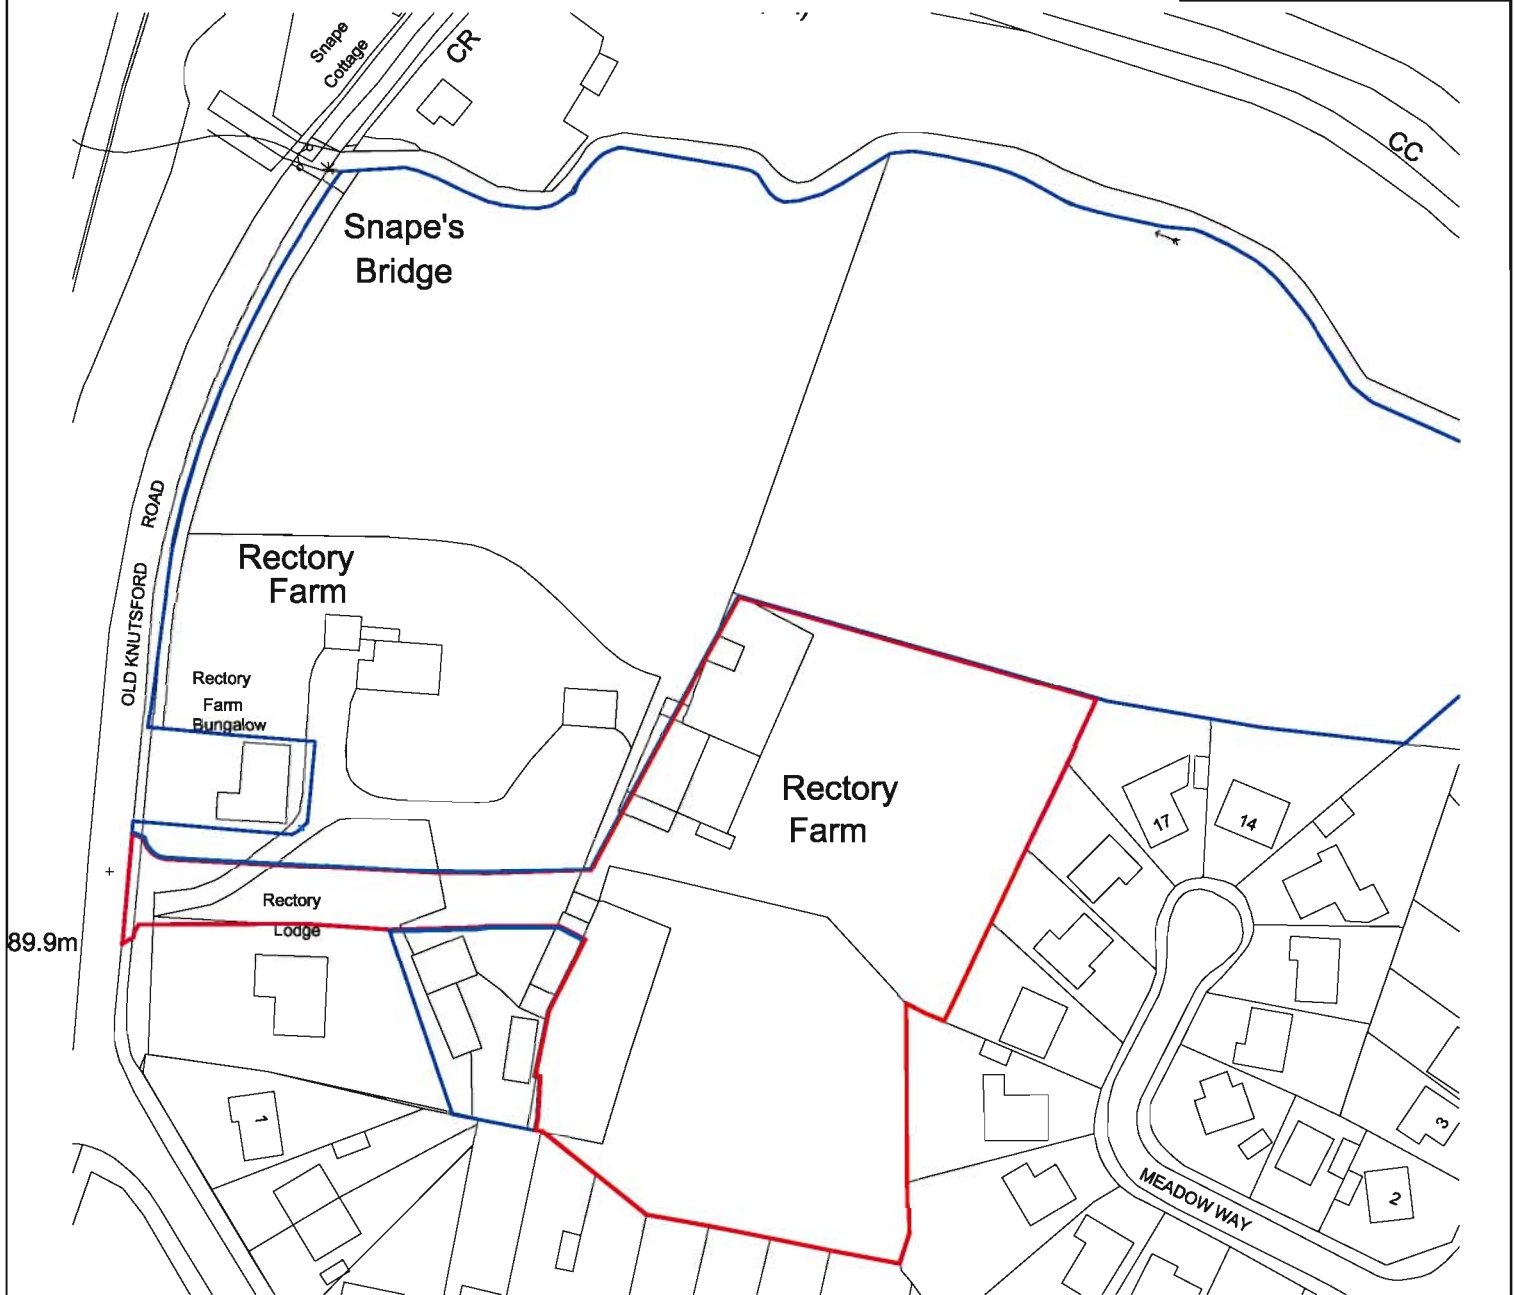 Snape
Cottage
CR
CC
Snape's
Bridge
ROAD
OLD KNUTSFORD
Rectory
Farm
Rectory
Farm
Bungalow
Rectory
Farm
17
14
Rectory
Lodge
89.9m
1
3
2
MEADOW WAY